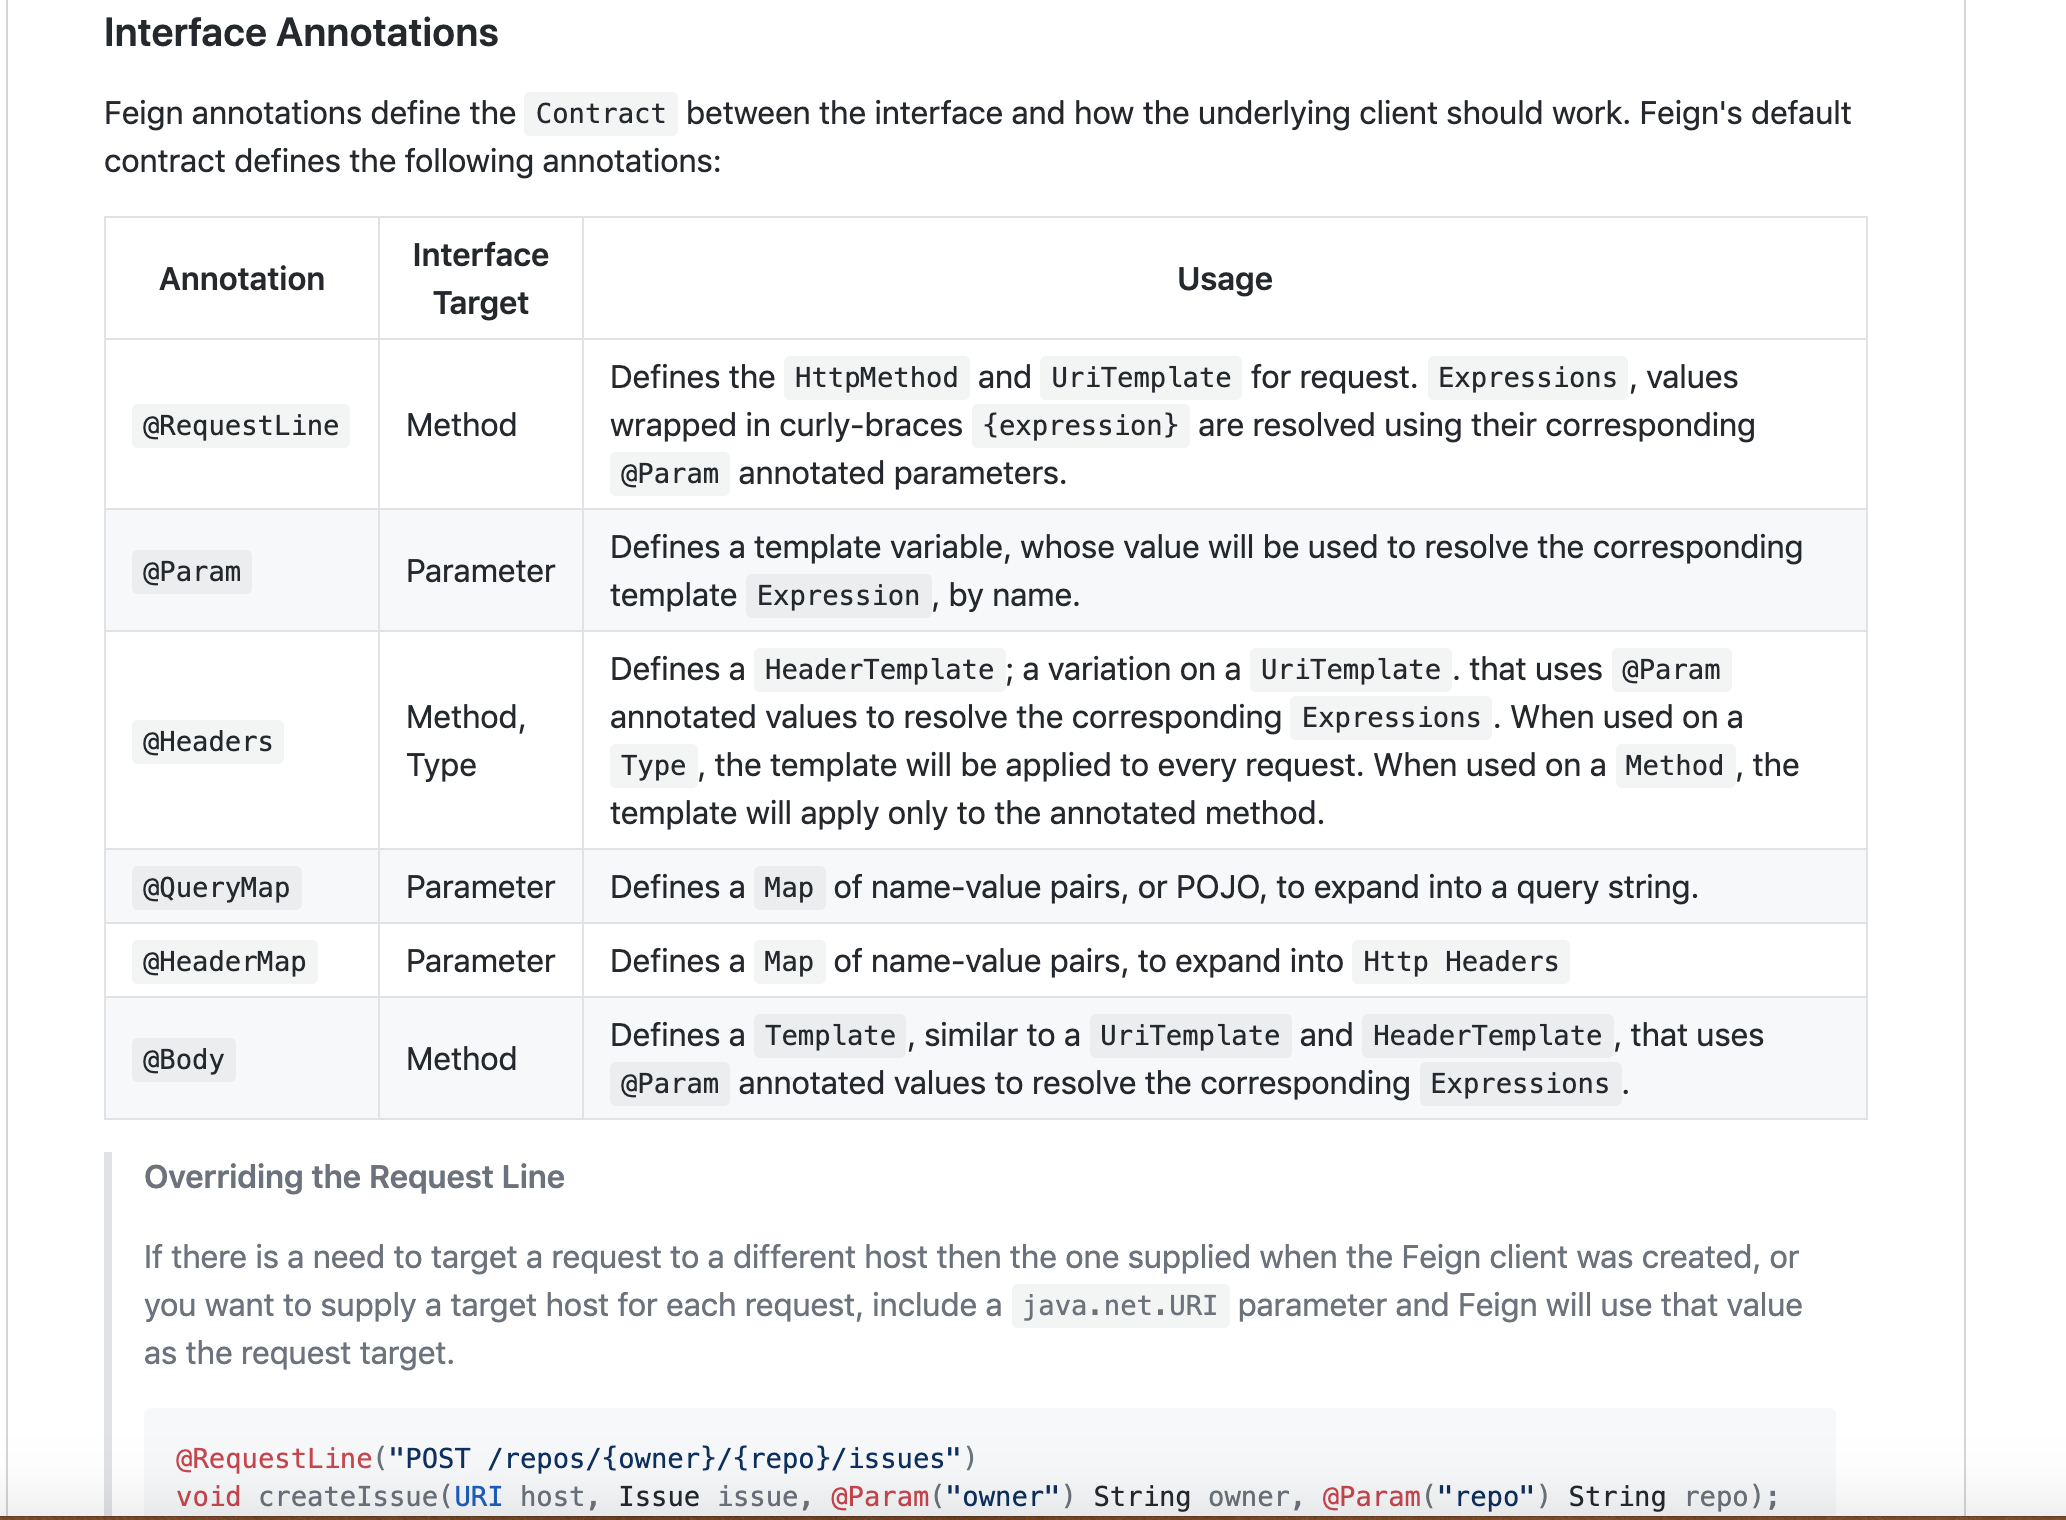 Interface Annotations
Feign annotations define the Contract between the interface and how the underlying client should work. Feign's default
contract defines the following annotations:
Annotation
Interface
Target
Usage
@RequestLine
Method
Defines the HttpMethod and UriTemplate for request. Expressions, values
wrapped in curly-braces {expression} are resolved using their corresponding
@Param annotated parameters.
@Param
Parameter
Defines a template variable, whose value will be used to resolve the corresponding
template Expression, by name.
@Headers
Method,
Type
Defines a HeaderTemplate; a variation on a UriTemplate. that uses @Param
annotated values to resolve the corresponding Expressions. When used on a
Type, the template will be applied to every request. When used on a Method, the
template will apply only to the annotated method.
@QueryMap
Parameter
Defines a Map of name-value pairs, or POJO, to expand into a query string.
@HeaderMap
Parameter
Defines a Map of name-value pairs, to expand into Http Headers
@Body
Method
Defines a Template, similar to a UriTemplate and HeaderTemplate, that uses
@Param annotated values to resolve the corresponding Expressions.
Overriding the Request Line
If there is a need to target a request to a different host then the one supplied when the Feign client was created, or
you want to supply a target host for each request, include a java.net.URI parameter and Feign will use that value
as the request target.
@RequestLine("POST /repos/{owner}/{repo}/issues")
void createIssue(URI host, Issue issue, @Param("owner") String owner, @Param("repo") String repo);